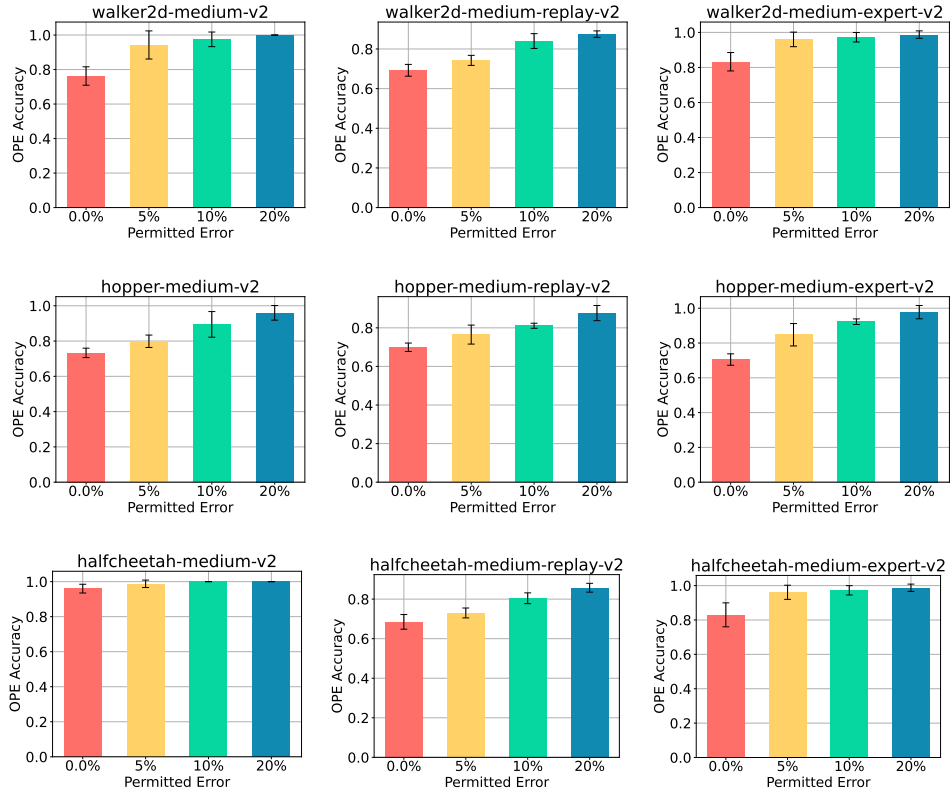 walker2d-medium-v2
OPE Accuracy
1.0
0.8
0.6
0.4
0.2
0.0
0.0% 5% 10% 20%
Permitted Error
walker2d-medium-replay-v2
OPE Accuracy
0.8
0.6
0.4
0.2
0.0
0.0% 5% 10% 20%
Permitted Error
walker2d-medium-expert-v2
OPE Accuracy
1.0
0.8
0.6
0.4
0.2
0.0
0.0% 5% 10% 20%
Permitted Error
hopper-medium-v2
OPE Accuracy
1.0
0.8
0.6
0.4
0.2
0.0
0.0% 5% 10% 20%
Permitted Error
hopper-medium-replay-v2
OPE Accuracy
0.8
0.6
0.4
0.2
0.0
0.0% 5% 10% 20%
Permitted Error
hopper-medium-expert-v2
OPE Accuracy
1.0
0.8
0.6
0.4
0.2
0.0
0.0% 5% 10% 20%
Permitted Error
halfcheetah-medium-v2
OPE Accuracy
1.0
0.8
0.6
0.4
0.2
0.0
0.0% 5% 10% 20%
Permitted Error
halfcheetah-medium-replay-v2
OPE Accuracy
0.8
0.6
0.4
0.2
0.0
0.0% 5% 10% 20%
Permitted Error
halfcheetah-medium-expert-v2
OPE Accuracy
1.0
0.8
0.6
0.4
0.2
0.0
0.0% 5% 10% 20%
Permitted Error